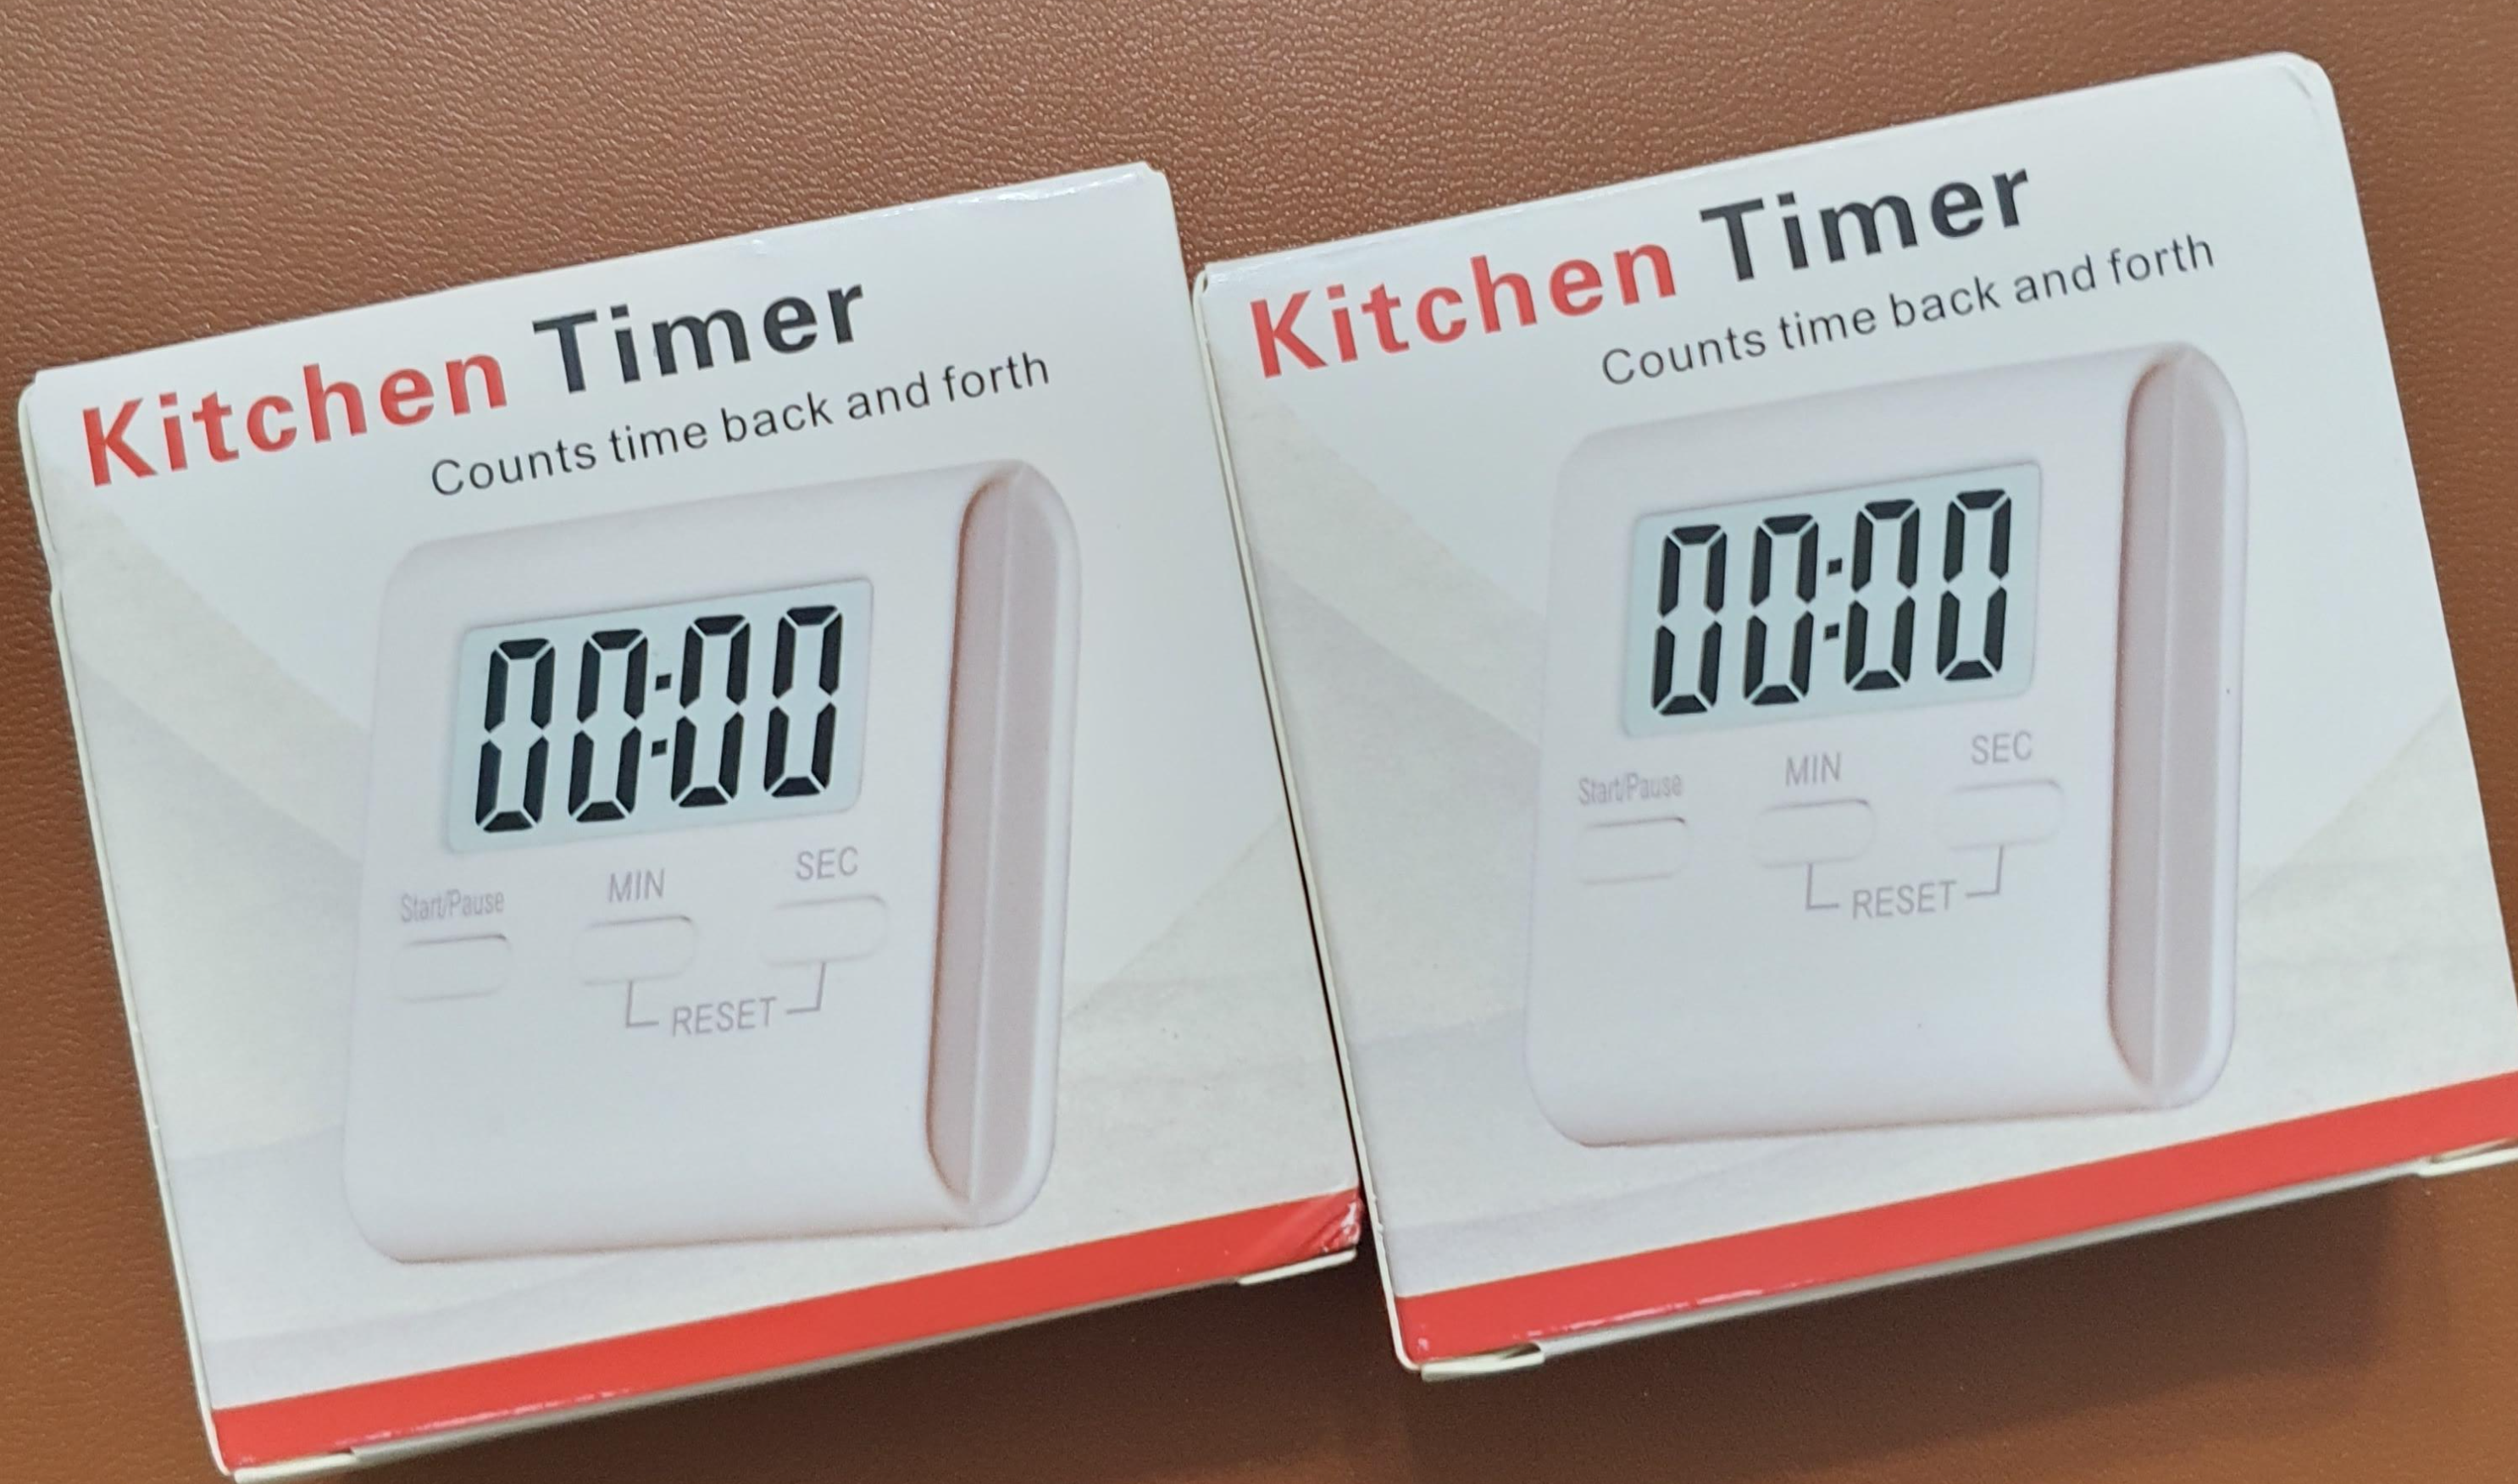 Kitchen Timer
Counts time back and forth
00:00
Start/Pause MIN SEC
RESET
Kitchen Timer
Counts time back and forth
00:00
Start/Pause MIN SEC
RESET